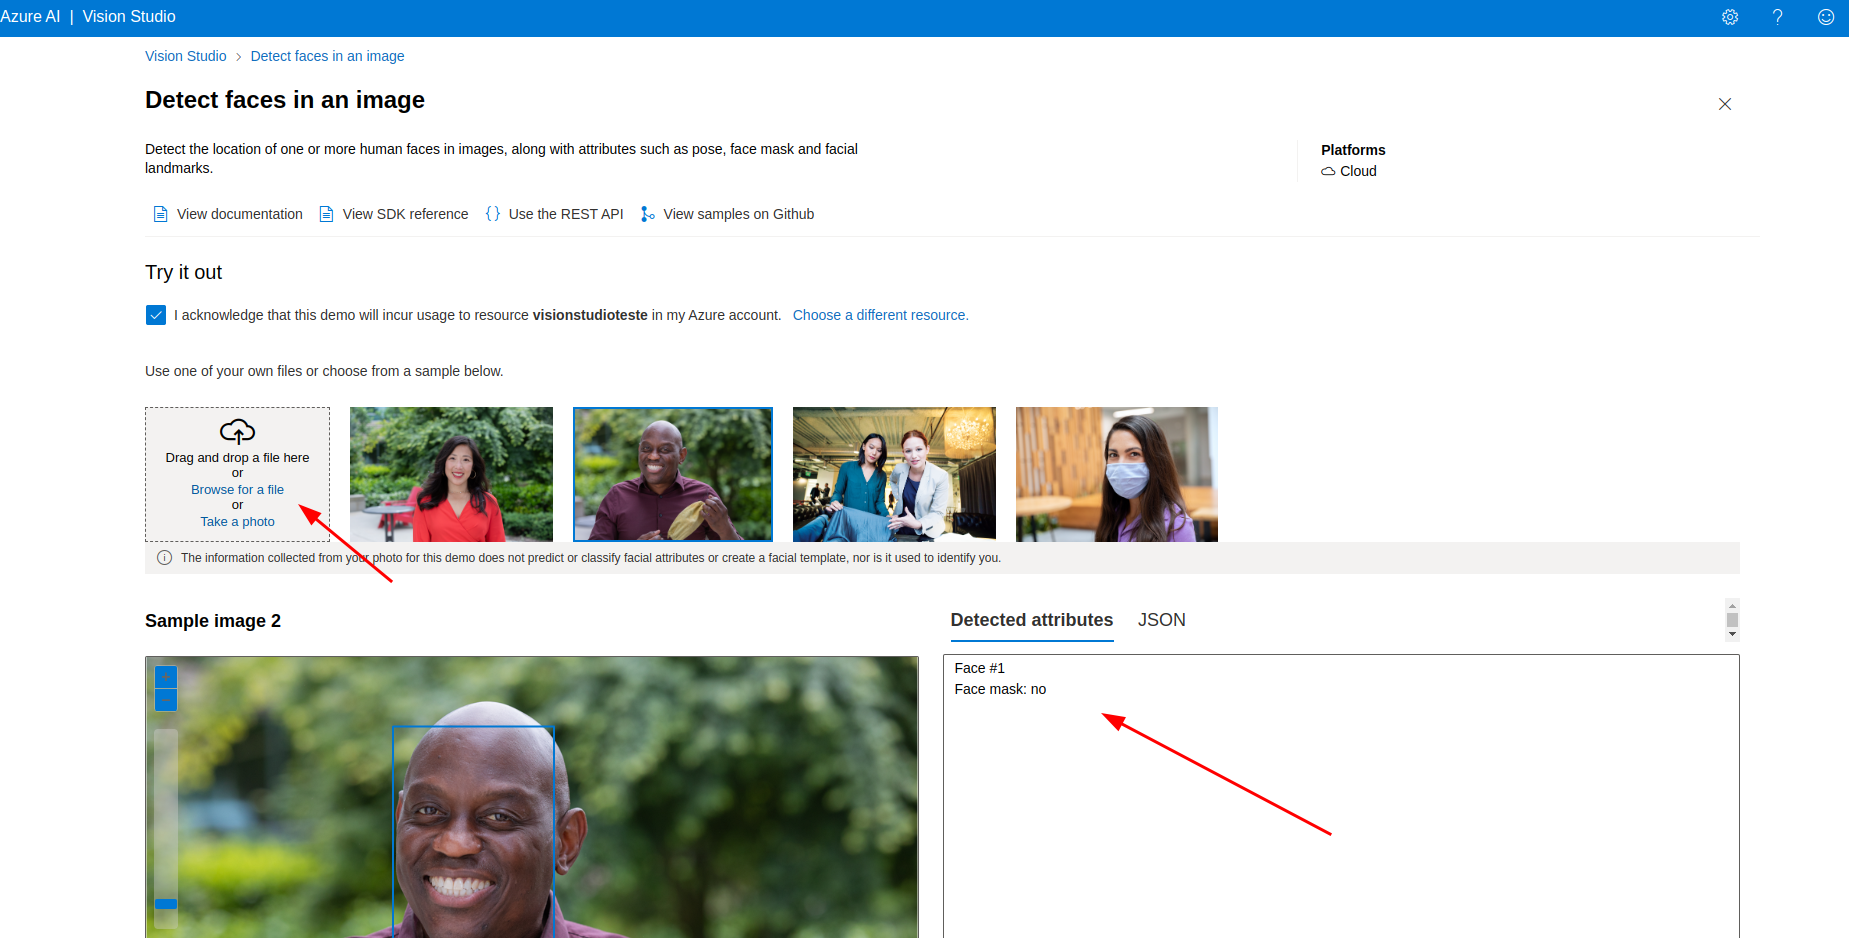 Azure AI | Vision Studio
Vision Studio > Detect faces in an image
Detect faces in an image
Detect the location of one or more human faces in images, along with attributes such as pose, face mask and facial
landmarks.
Platforms
Cloud
View documentation View SDK reference Use the REST API View samples on Github
Try it out
I acknowledge that this demo will incur usage to resource visionstudioteste in my Azure account. Choose a different resource.
Use one of your own files or choose from a sample below.
Drag and drop a file here
or
Browse for a file
or
Take a photo
The information collected from your photo for this demo does not predict or classify facial attributes or create a facial template, nor is it used to identify you.
Sample image 2
Detected attributes JSON
Face #1
Face mask: no